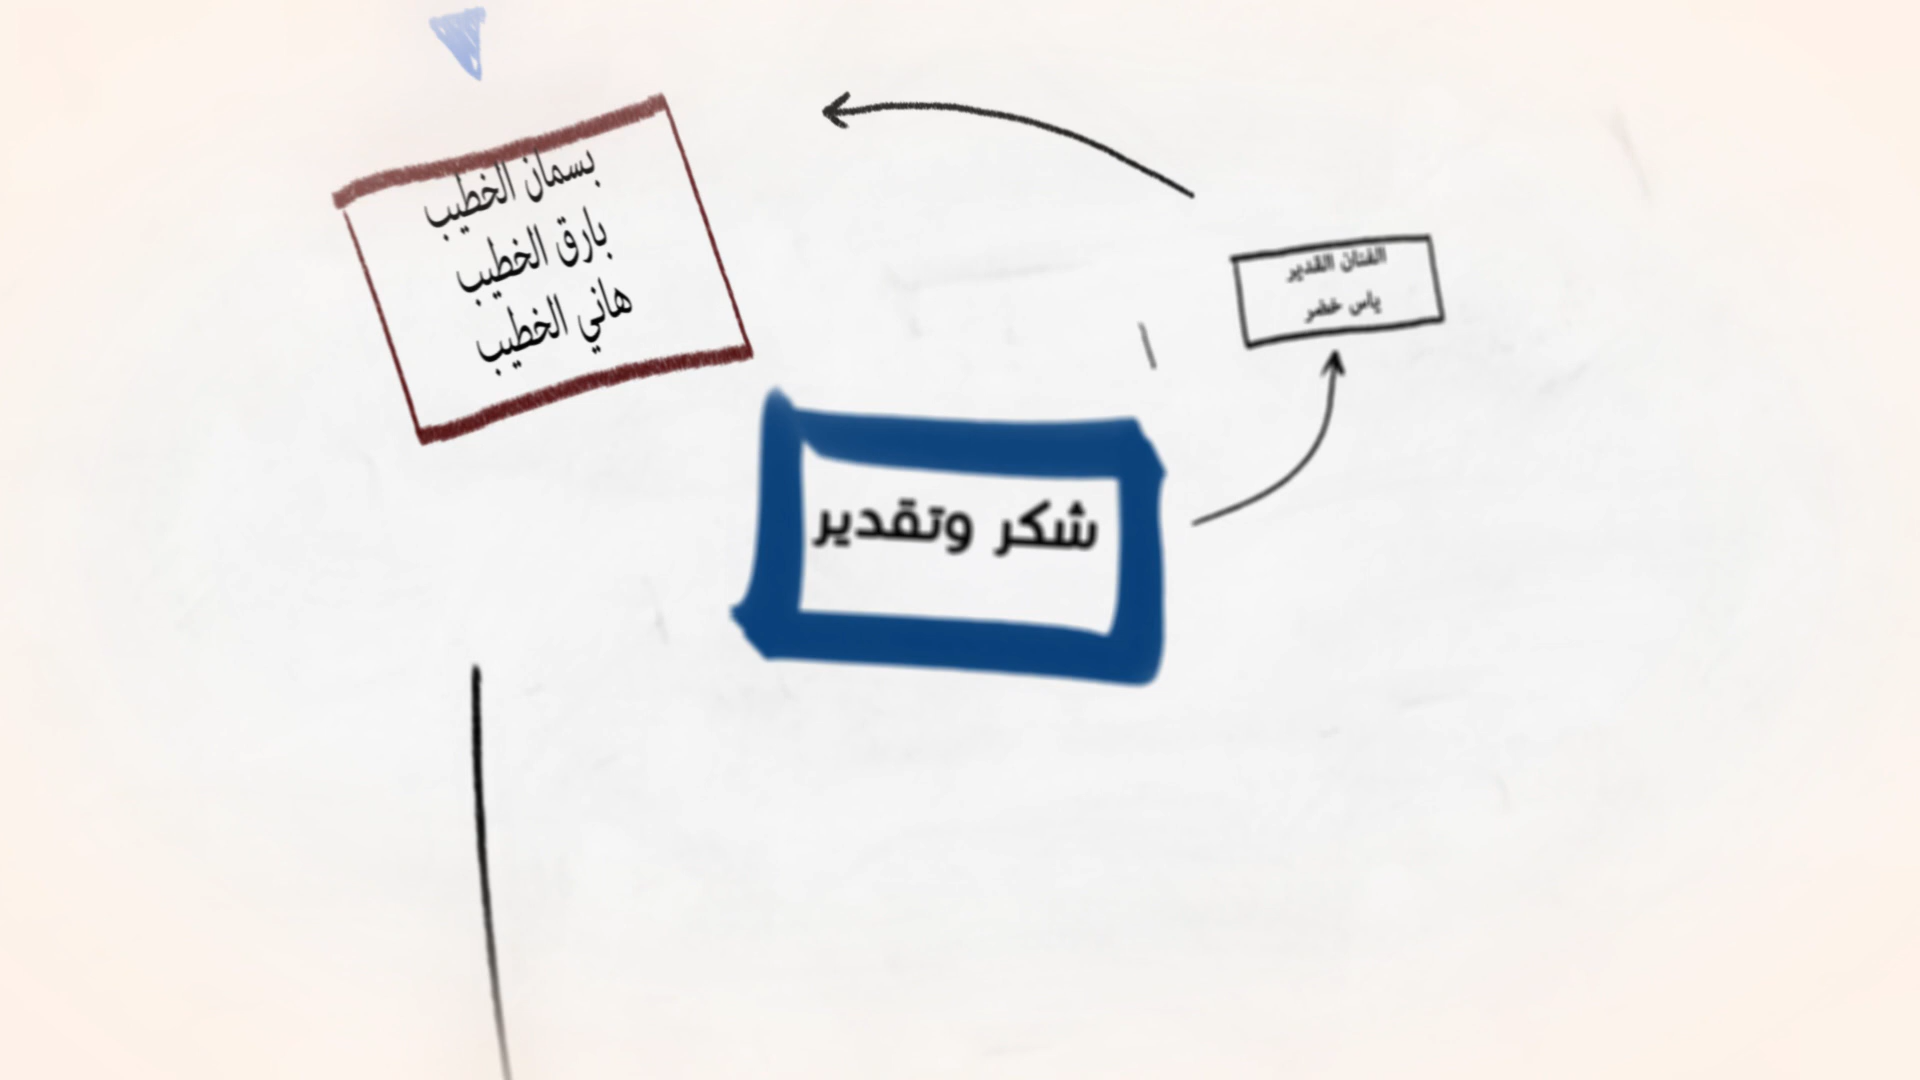 شكر وتقدير
الفنان القدير
ياس خضر
بسمان الخطيب
بارق الخطيب
هاني الخطيب